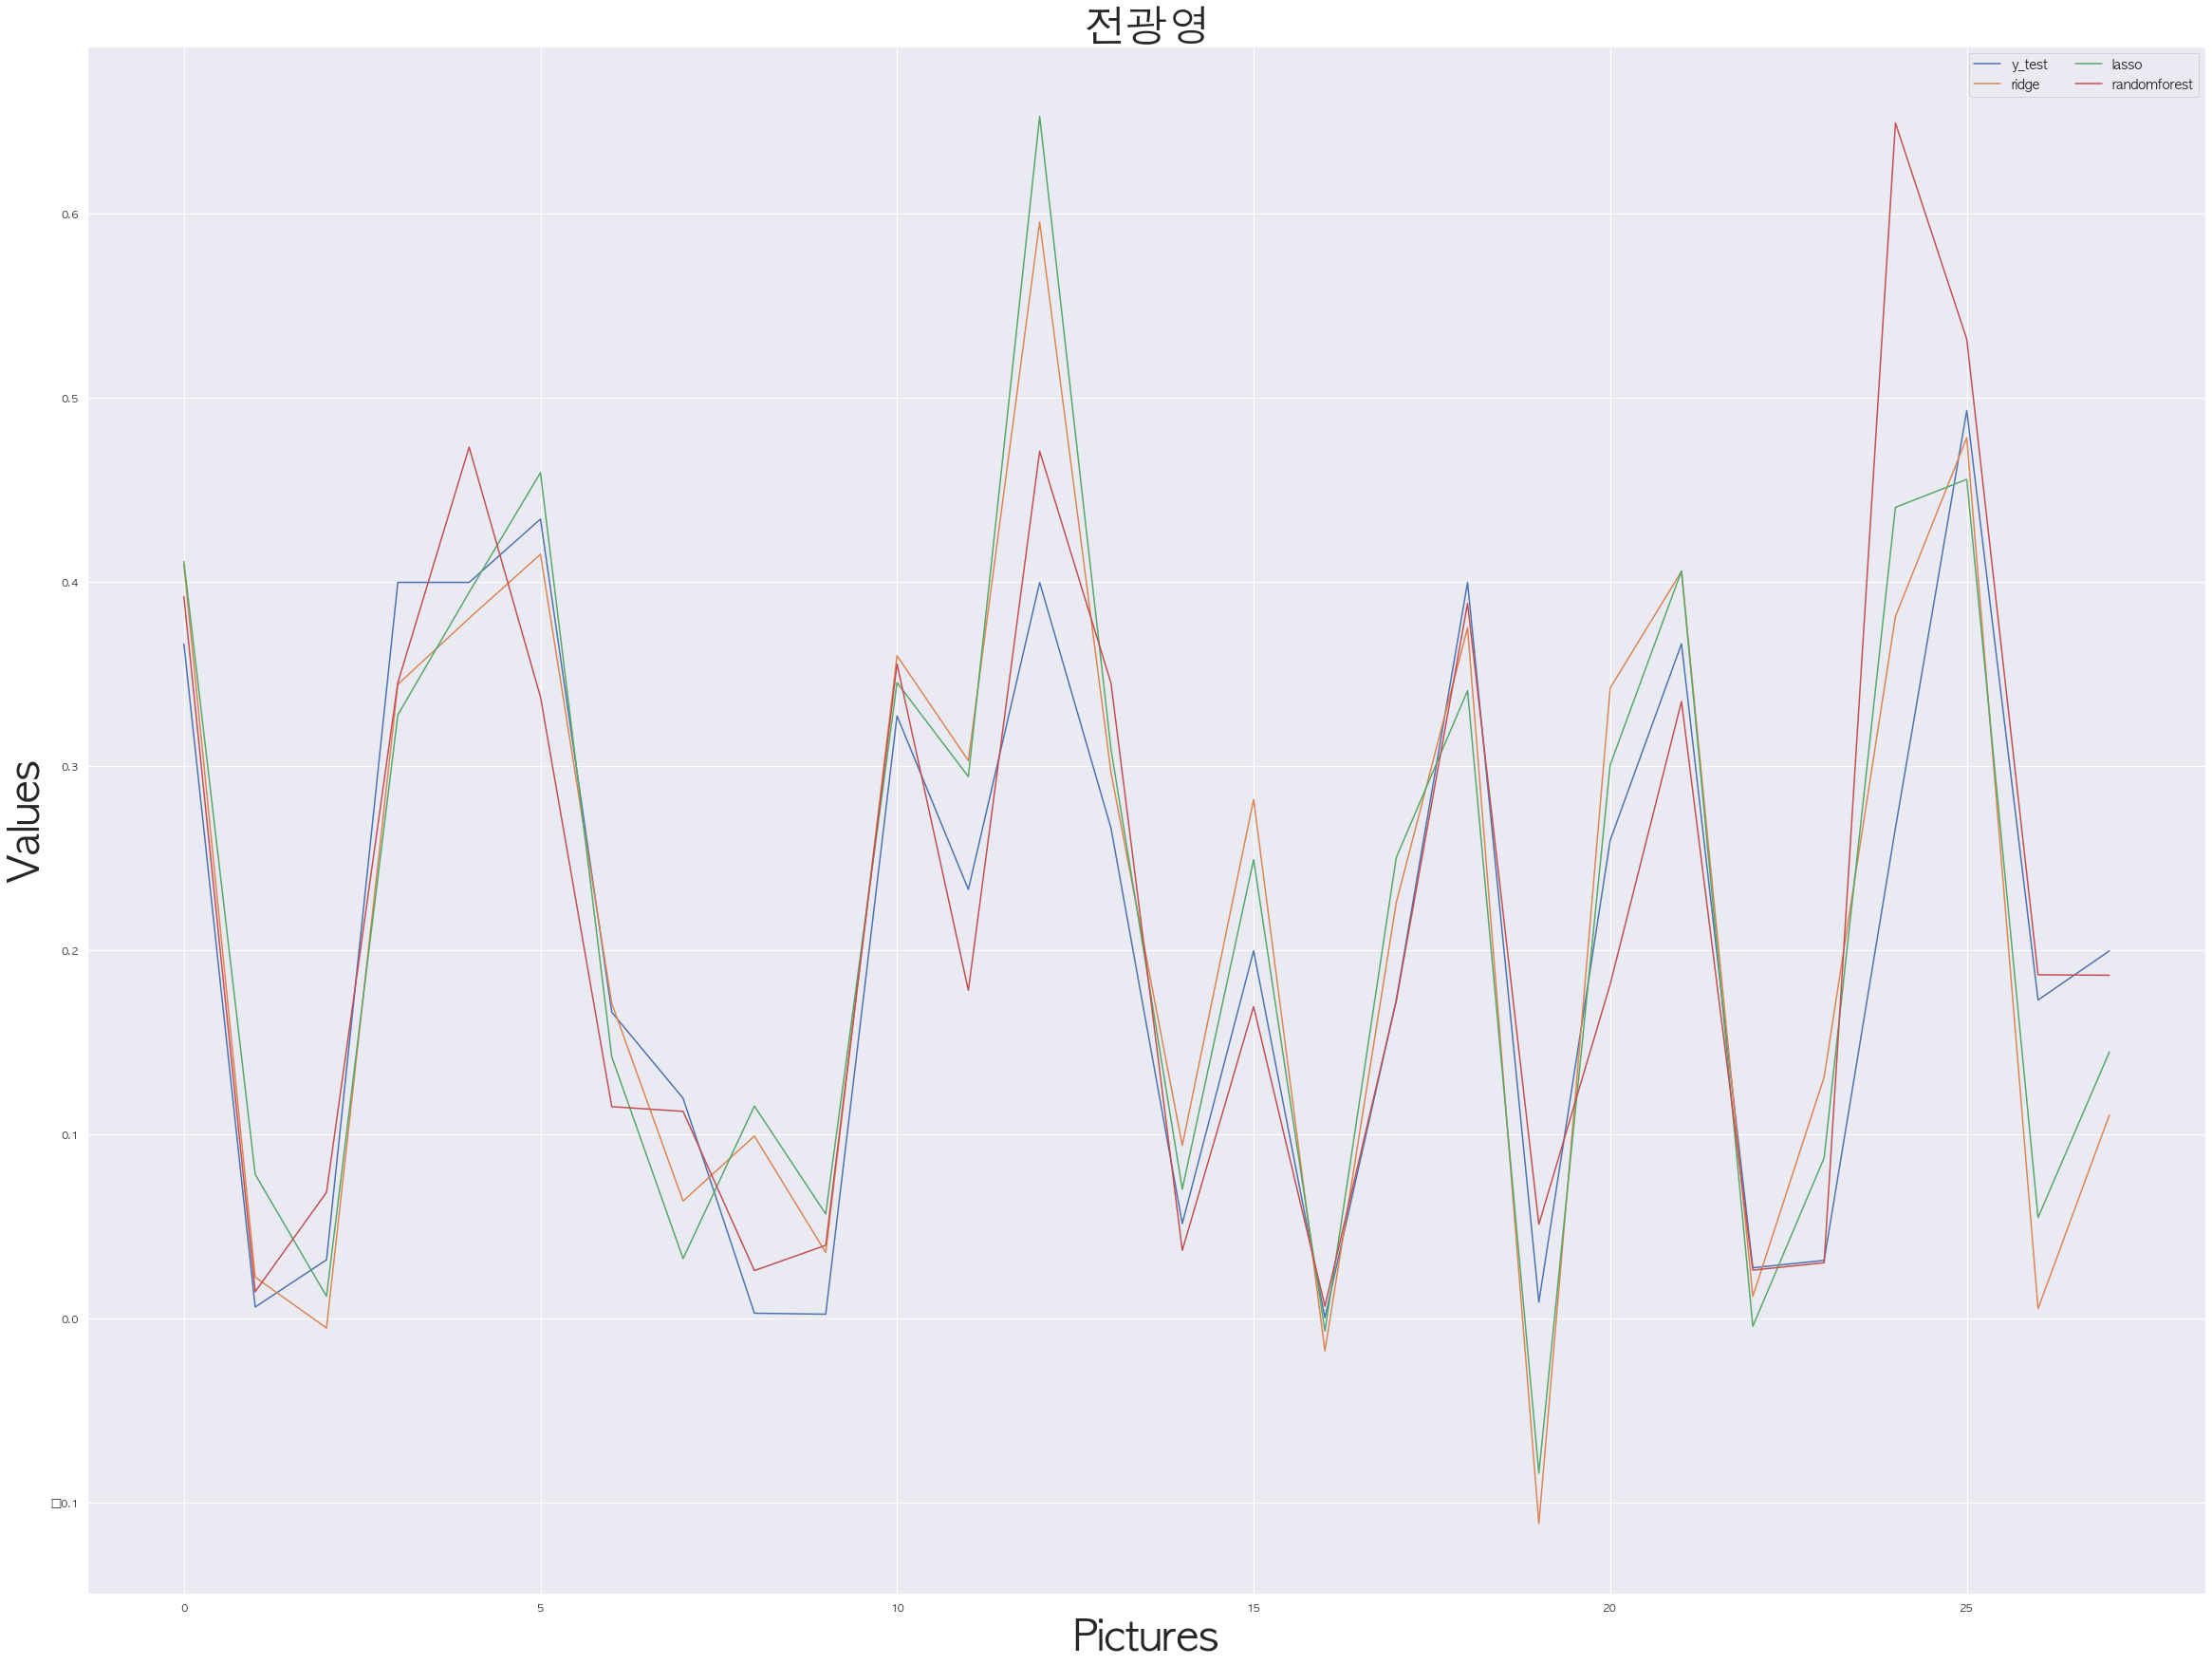 전광영
y_test lasso
ridge randomforest
0.6
0.5
0.4
0.3
0.2
0.1
0.0
□0.1
Values
0 5 10 15 20 25
Pictures